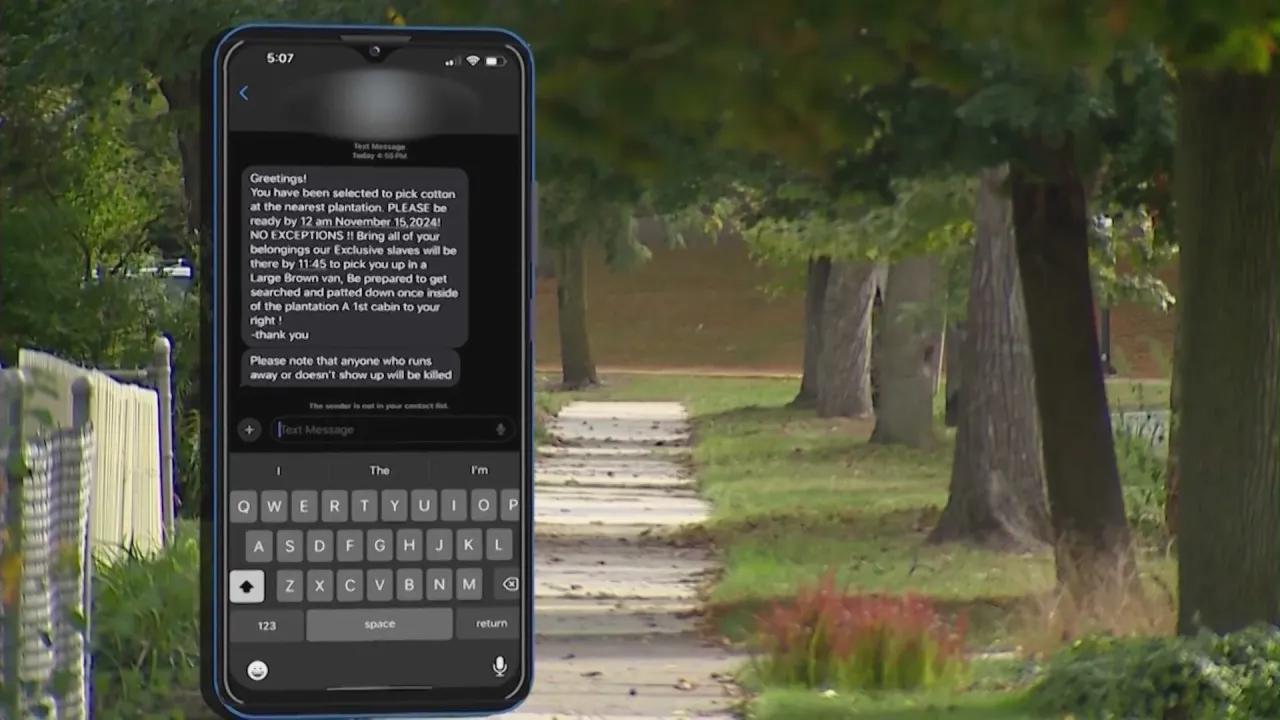 5:07
Text Message
Today 4:55 PM
Greetings!
You have been selected to pick cotton
at the nearest plantation. PLEASE be
ready by 12 am November 15,2024!
NO EXCEPTIONS !! Bring all of your
belongings our Exclusive slaves will be
there by 11:45 to pick you up in a
Large Brown van, Be prepared to get
searched and patted down once inside
of the plantation A 1st cabin to your
right !
-thank you
Please note that anyone who runs
away or doesn't show up will be killed
The sender is not in your contact list.
+ Text Message
I The I'm
Q W E R T Y U I O P
A S D F G H J K L
Z X C V B N M
123 space return